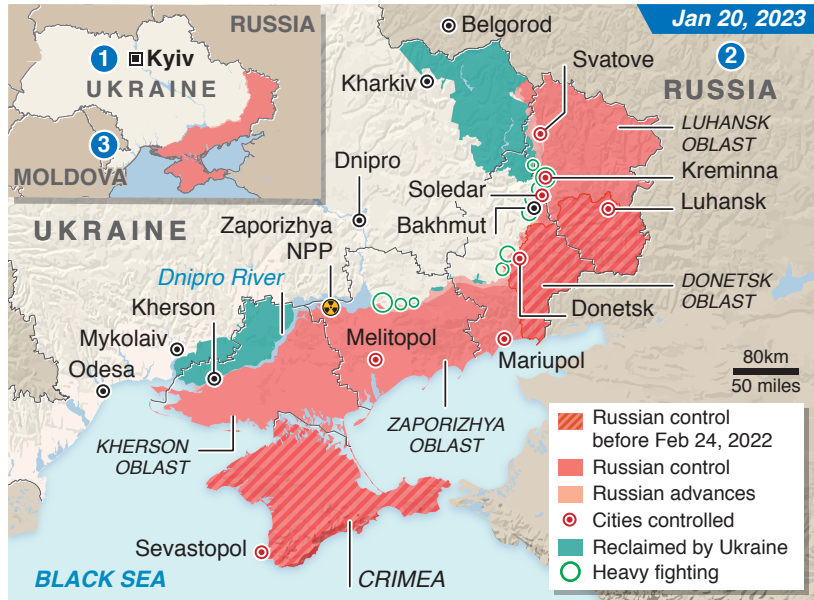 Jan 20, 2023
RUSSIA
1
Kyiv
UKRAINE
3
MOLDOVA
Belgorod
2
RUSSIA
Svatove
Kharkiv
LUHANSK
OBLAST
Dnipro
Kreminna
Soledar
Luhansk
Bakhmut
UKRAINE
Zaporizhya
NPP
Dnipro River
DONETSK
OBLAST
Kherson
Donetsk
Mykolaiv
Melitopol
Mariupol
Odesa
80km
50 miles
KHERSON
OBLAST
ZAPORIZHYA
OBLAST
Russian control
before Feb 24, 2022
Russian control
Russian advances
Cities controlled
Reclaimed by Ukraine
Heavy fighting
Sevastopol
BLACK SEA
CRIMEA